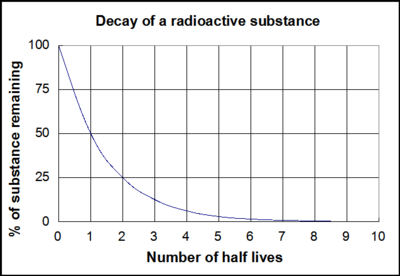 Decay of a radioactive substance
% of substance remaining
100
75
50
25
0
0 1 2 3 4 5 6 7 8 9 10
Number of half lives